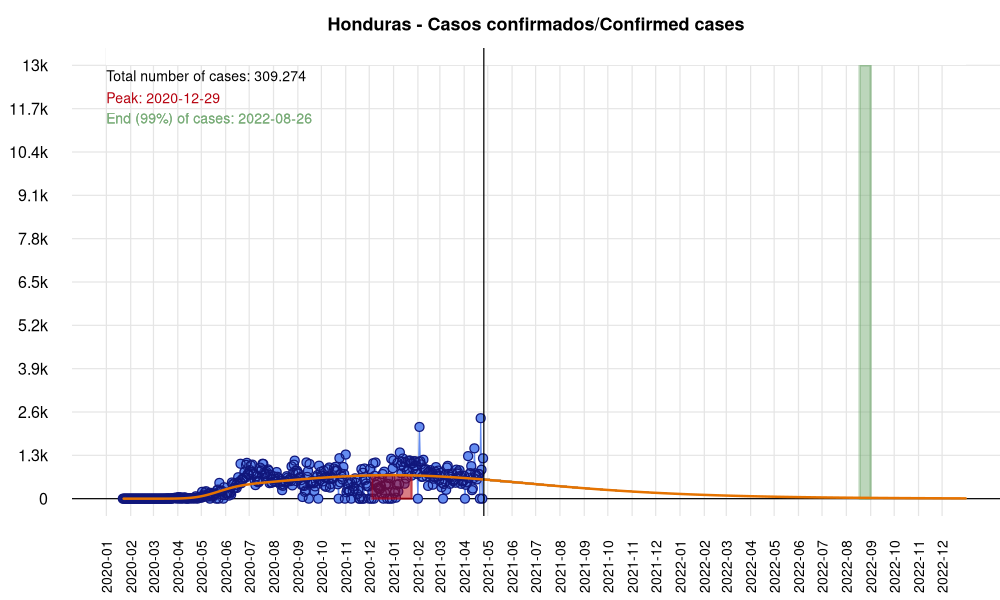 Honduras - Casos confirmados/Confirmed cases
13k
Total number of cases: 309.274
Peak: 2020-12-29
11.7k
End (99%) of cases: 2022-08-26
10.4k
9.1k
7.8k
6.5k
5.2k
3.9k
2.6k
1.3k
0
2020-01
2020-02
2020-03
2020-04
2020-05
2020-06
2020-07
2020-08
2020-09
2020-10
2020-11
2020-12
2021-01
2021-02
2021-03
2021-04
2021-05
2021-06
2021-07
2021-08
2021-09
2021-10
2021-11
2021-12
2022-01
2022-02
2022-03
2022-04
2022-05
2022-06
2022-07
2022-08
2022-09
2022-10
2022-11
2022-12